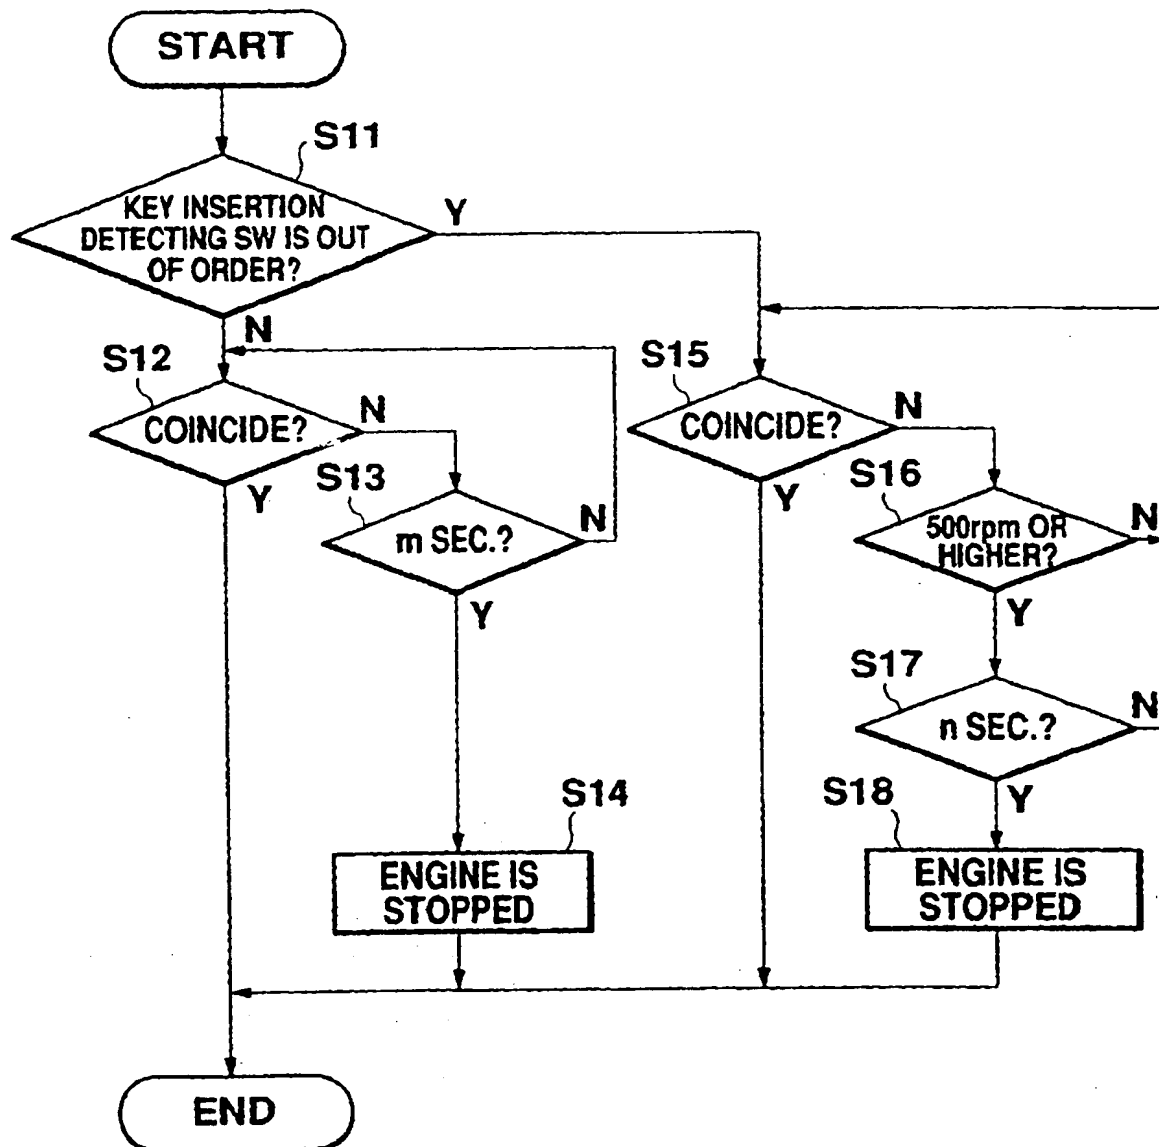 START
S11
KEY INSERTION
DETECTING SW IS OUT
OF ORDER?
Y
N
S12
COINCIDE?
N
Y
S13
m SEC.?
N
Y
S14
ENGINE IS
STOPPED
S15
COINCIDE?
N
Y
S16
500rpm OR
HIGHER?
N
Y
S17
n SEC.?
N
Y
S18
ENGINE IS
STOPPED
END